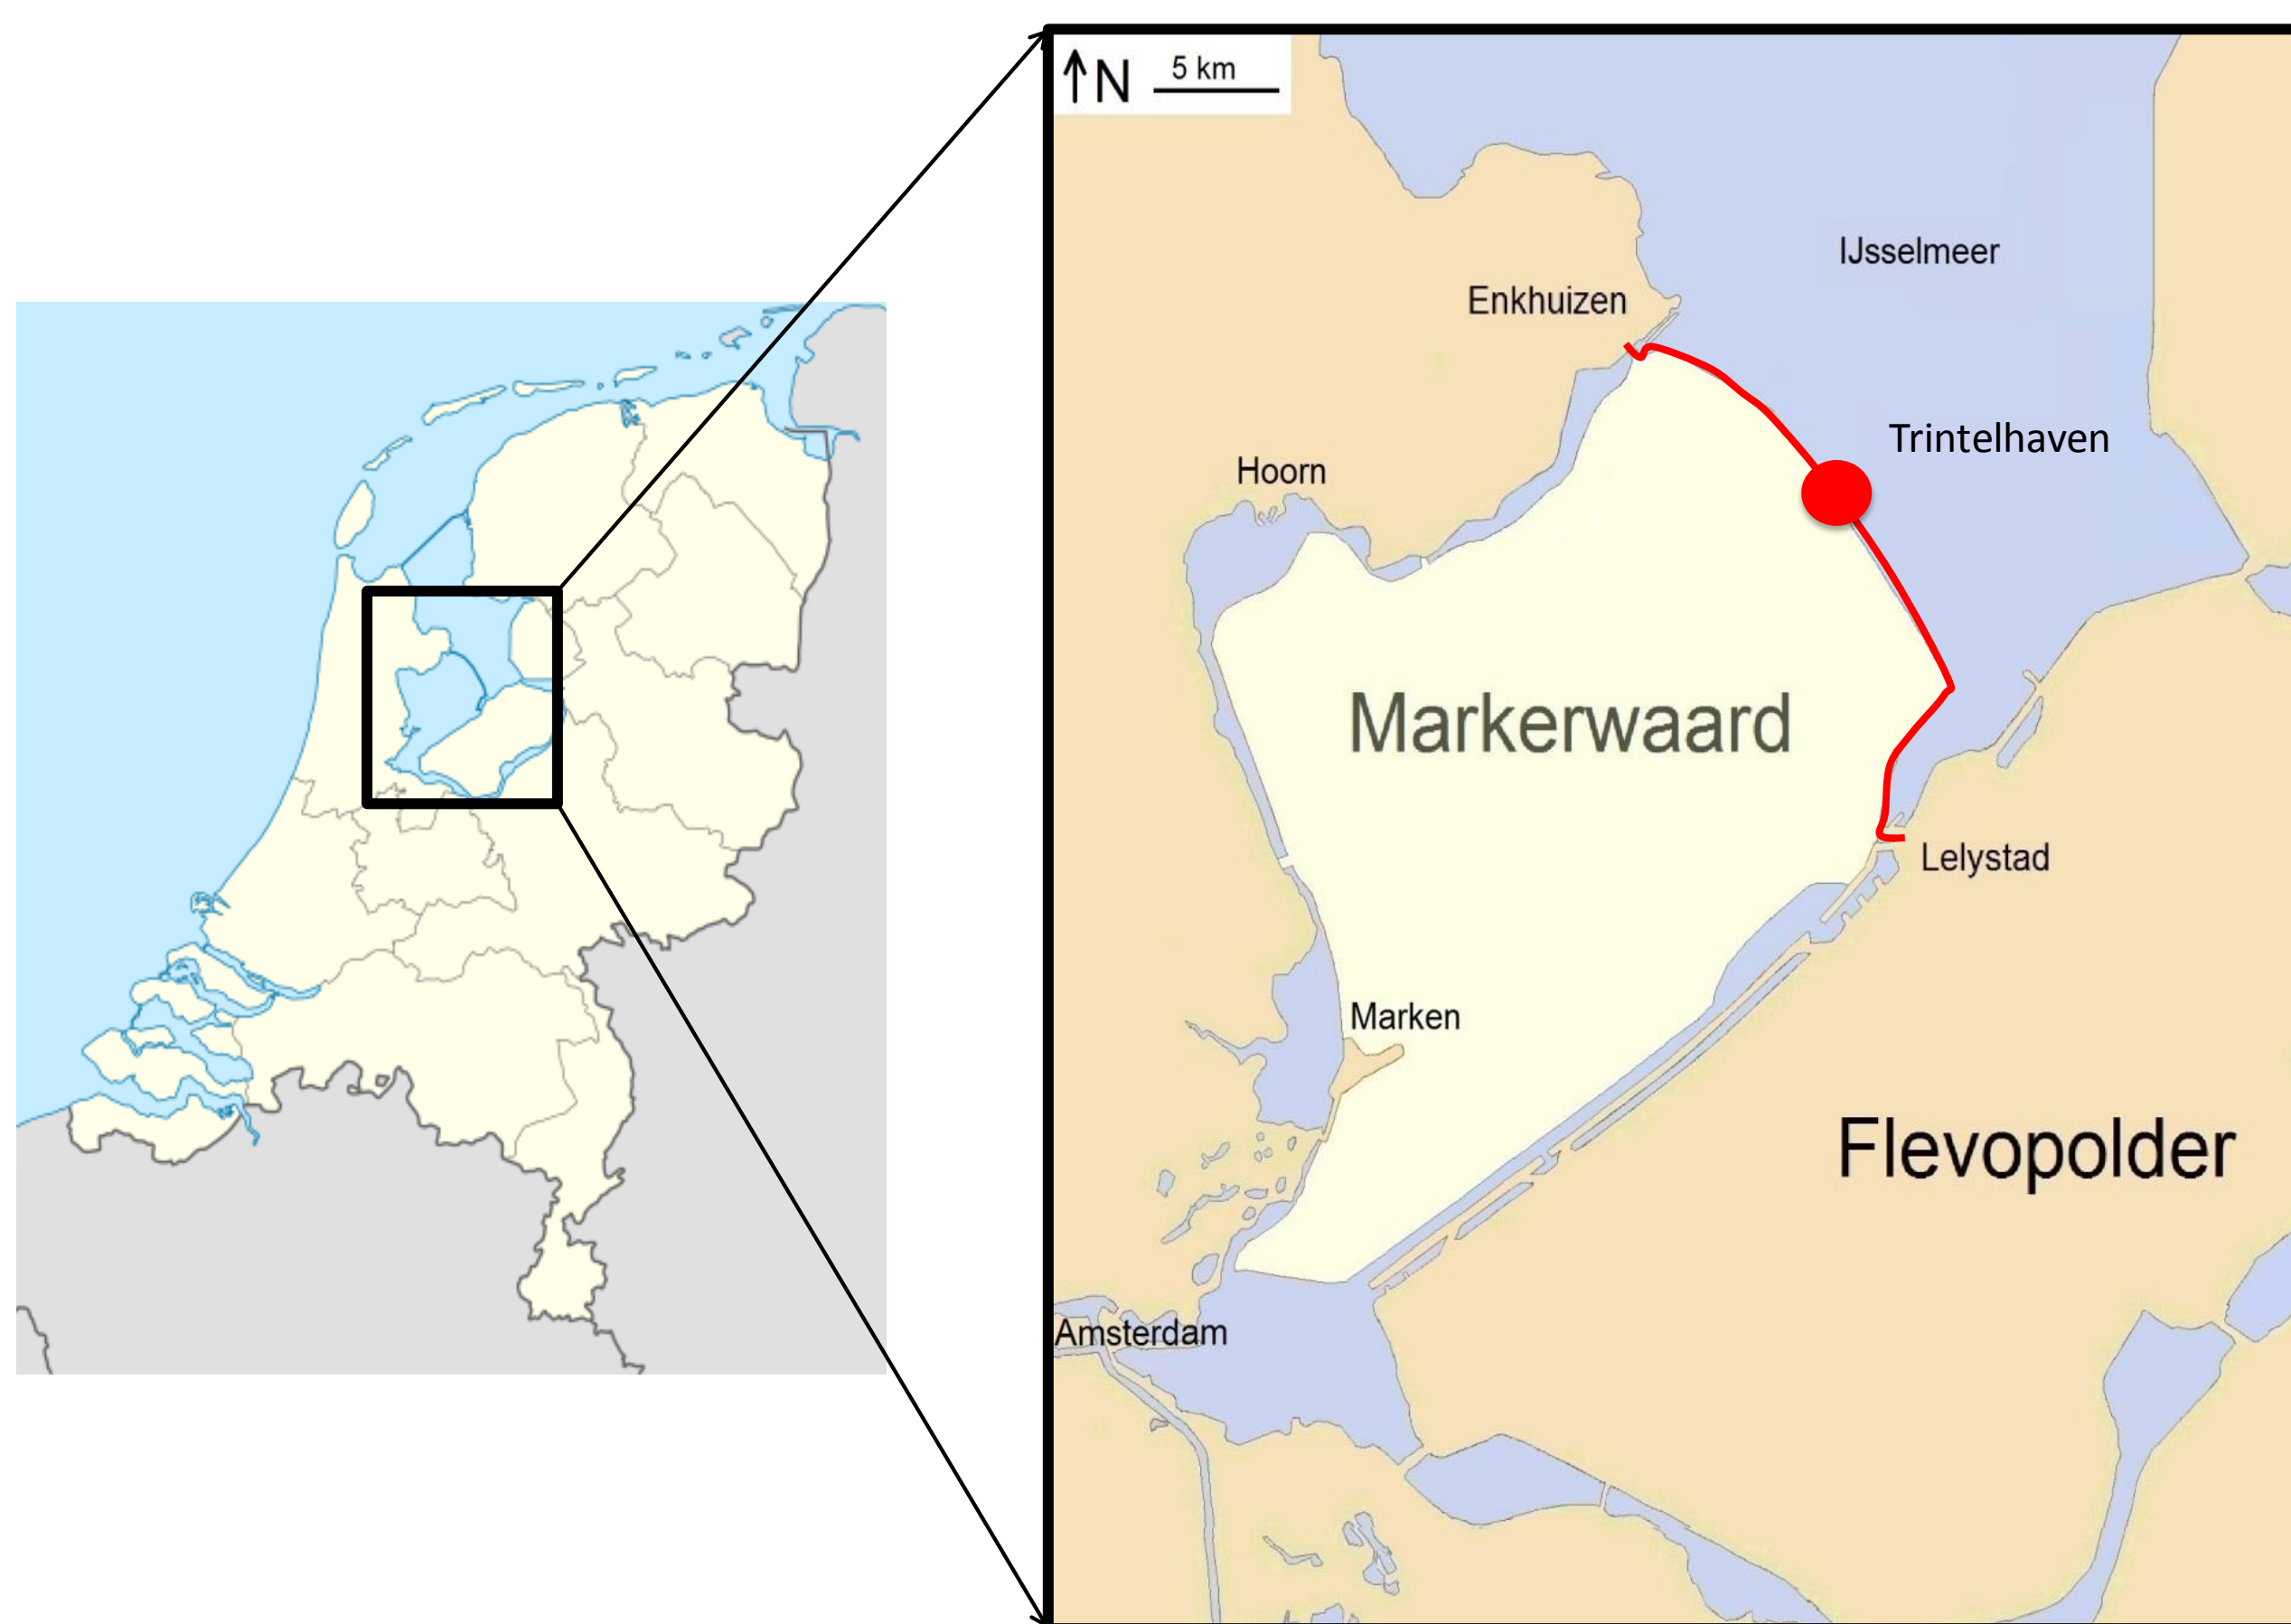 N 5 km
IJsselmeer
Enkhuizen
Trintelhaven
Hoorn
Markerwaard
Lelystad
Marken
Flevopolder
Amsterdam